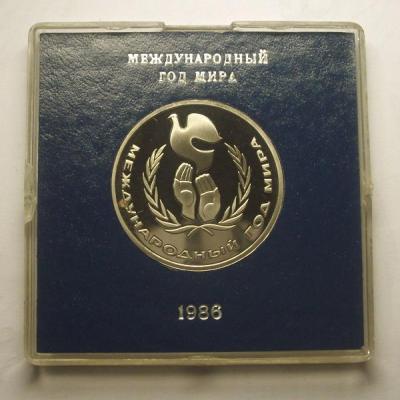 МЕЖДУНАРОДНЫЙ
ГОД МИРА
МЕЖДУНАРОДНЫЙ ГОД МИРА
1986